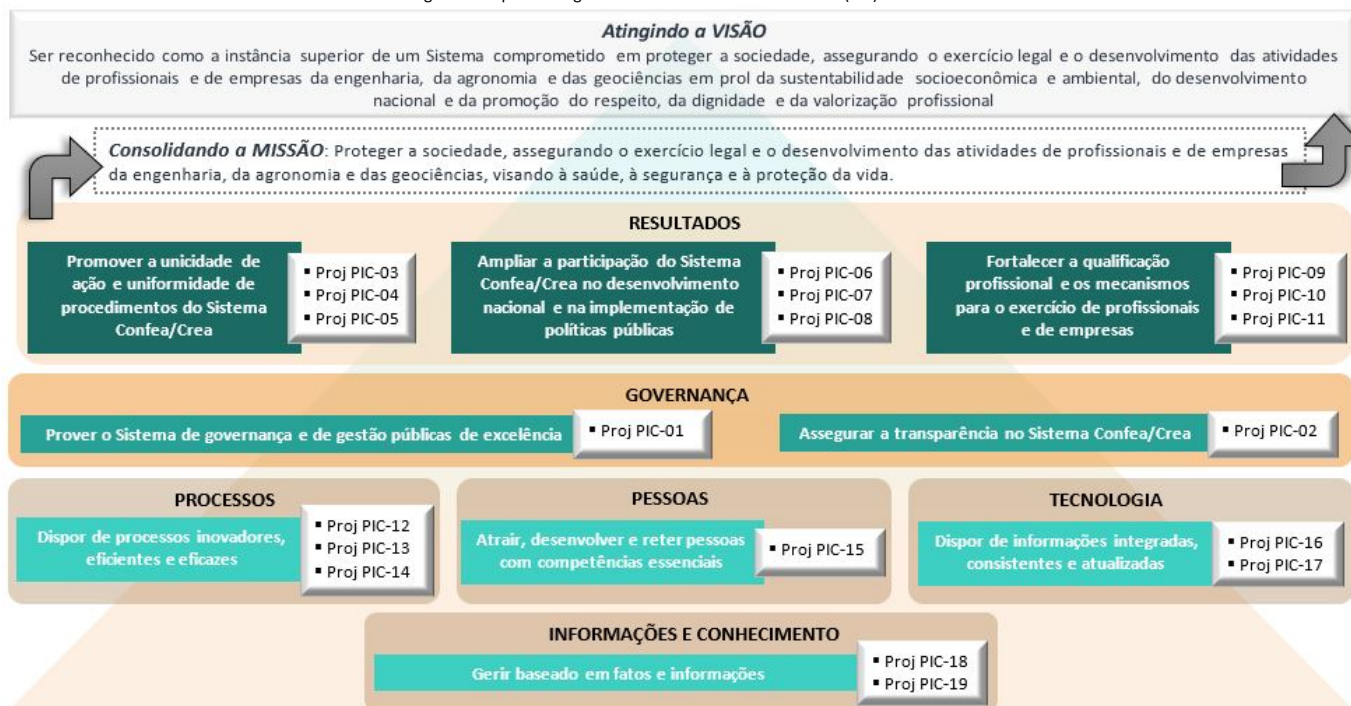 Atingindo a VISÃO
Ser reconhecido como a instância superior de um Sistema comprometido em proteger a sociedade, assegurando o exercício legal e o desenvolvimento das atividades
de profissionais e de empresas da engenharia, da agronomia e das geociências em prol da sustentabilidade socioeconômica e ambiental, do desenvolvimento
nacional e da promoção do respeito, da dignidade e da valorização profissional
Consolidando a MISSÃO: Proteger a sociedade, assegurando o exercício legal e o desenvolvimento das atividades de profissionais e de empresas
da engenharia, da agronomia e das geociências, visando à saúde, à segurança e à proteção da vida.
RESULTADOS
Promover a unicidade de
ação e uniformidade de
procedimentos do Sistema
Confea/Crea
▪ Proj PIC-03
▪ Proj PIC-04
▪ Proj PIC-05
Ampliar a participação do Sistema
Confea/Crea no desenvolvimento
nacional e na implementação de
políticas públicas
▪ Proj PIC-06
▪ Proj PIC-07
▪ Proj PIC-08
Fortalecer a qualificação
profissional e os mecanismos
para o exercício de profissionais
e de empresas
▪ Proj PIC-09
▪ Proj PIC-10
▪ Proj PIC-11
GOVERNANÇA
Prover o Sistema de governança e de gestão públicas de excelência
▪ Proj PIC-01
Assegurar a transparência no Sistema Confea/Crea
▪ Proj PIC-02
PROCESSOS
Dispor de processos inovadores,
eficientes e eficazes
▪ Proj PIC-12
▪ Proj PIC-13
▪ Proj PIC-14
PESSOAS
Atrair, desenvolver e reter pessoas
com competências essenciais
▪ Proj PIC-15
TECNOLOGIA
Dispor de informações integradas,
consistentes e atualizadas
▪ Proj PIC-16
▪ Proj PIC-17
INFORMAÇÕES E CONHECIMENTO
Gerir baseado em fatos e informações
▪ Proj PIC-18
▪ Proj PIC-19